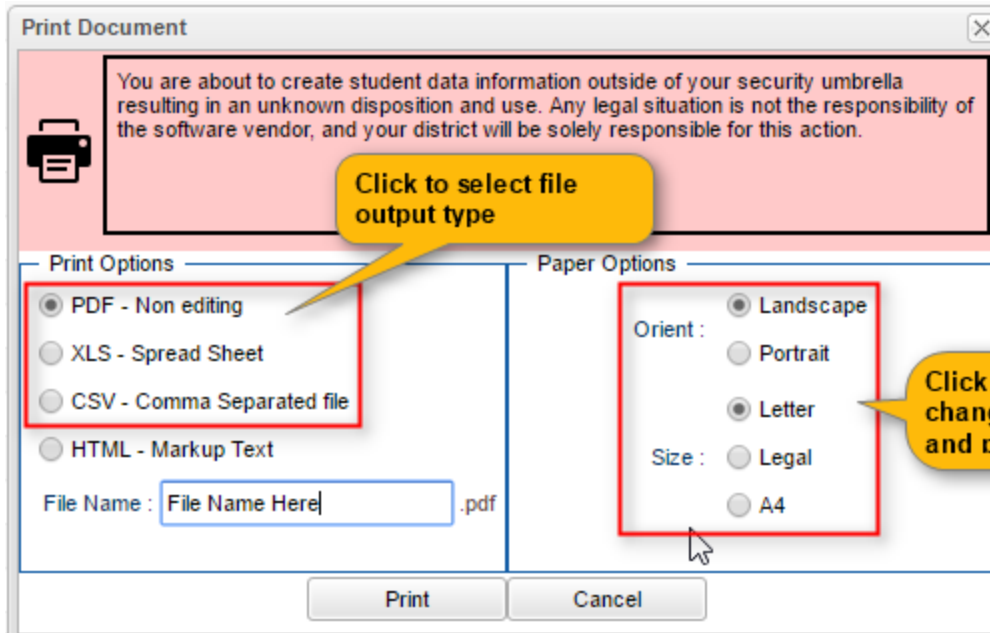 Print Document
You are about to create student data information outside of your security umbrella
resulting in an unknown disposition and use. Any legal situation is not the responsibility of
the software vendor, and your district will be solely responsible for this action.
Click to select file
output type
Print Options
PDF - Non editing
XLS - Spread Sheet
CSV - Comma Separated file
HTML - Markup Text
File Name : File Name Here .pdf
Paper Options
Orient :
Landscape
Portrait
Size :
Letter
Legal
A4
Click
and
Print
Cancel